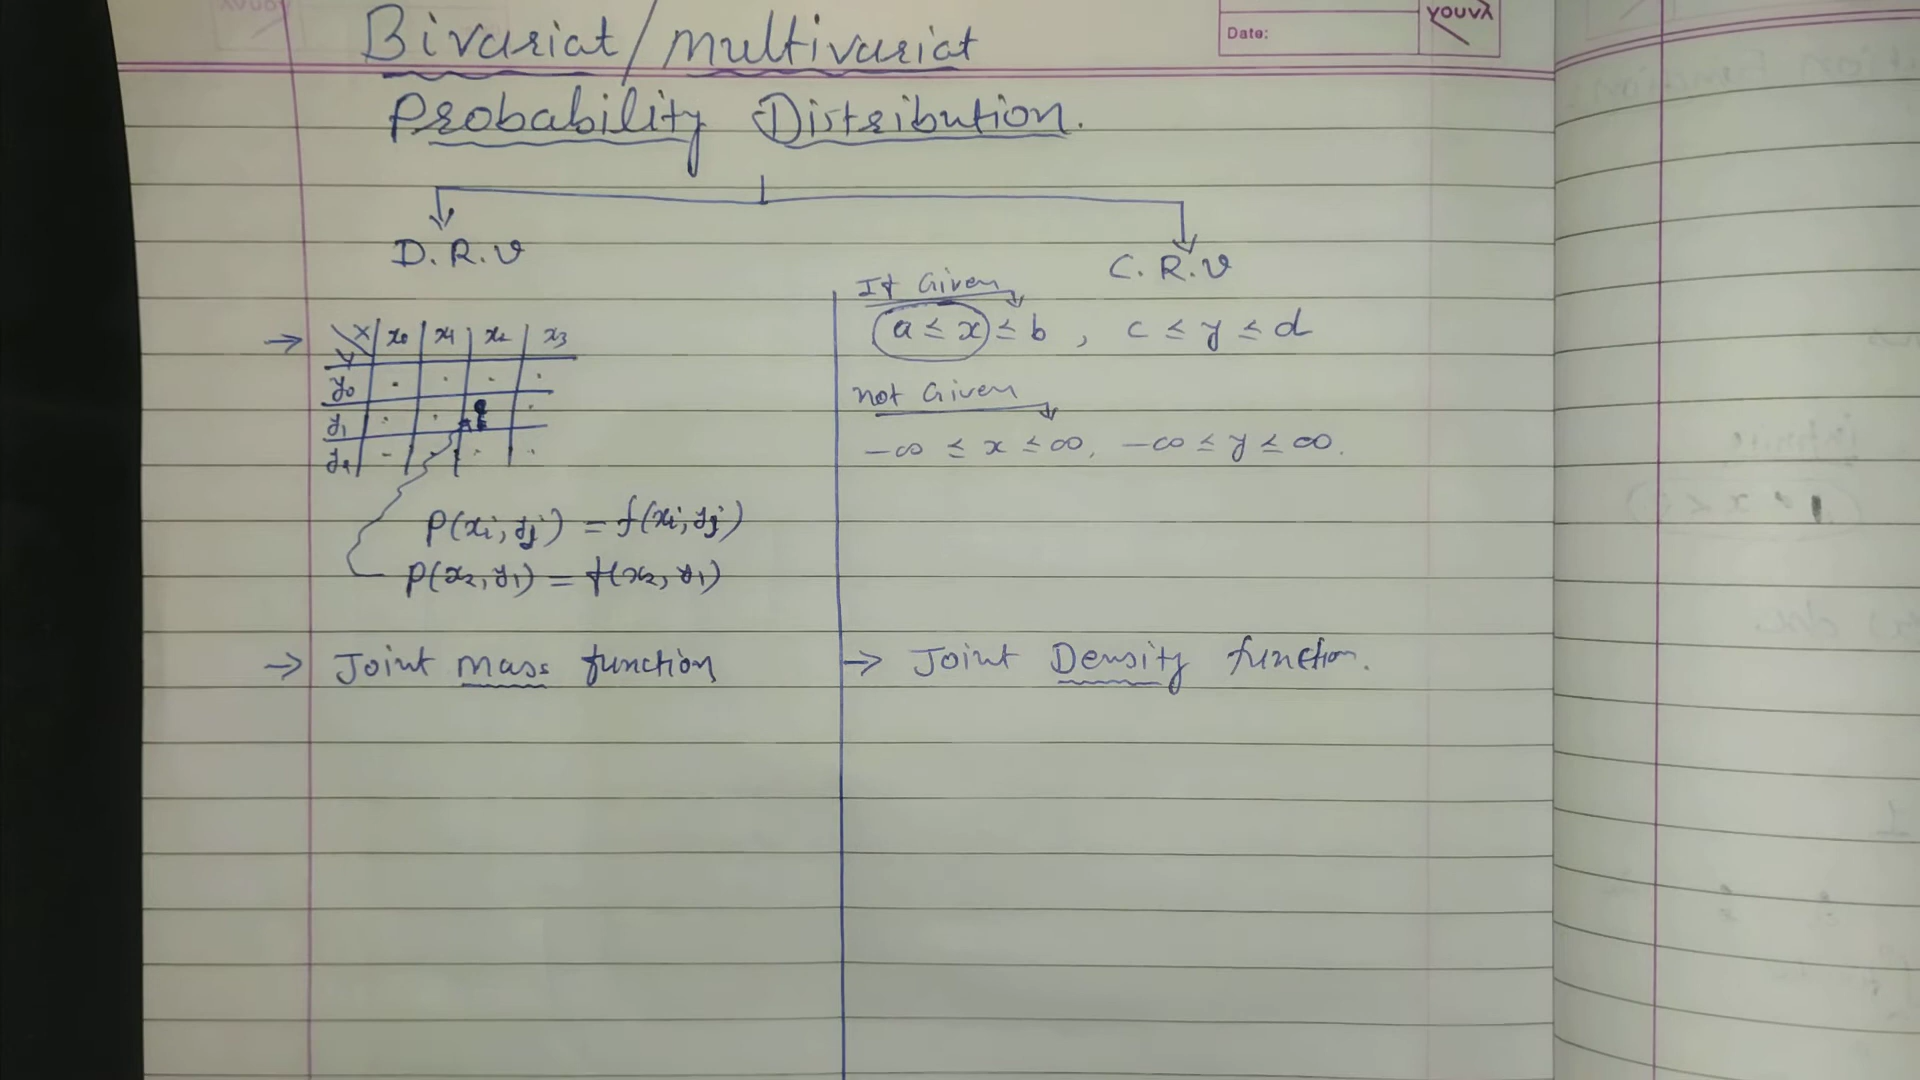 Bivariat/multivariat
Probability Distribution.
Date:
YOUVA
D.R.V
C.R.V
→ X x0 x1 x2 x3
Y
y0
y1
y2
P(xi, yj) = f(xi, yj)
P(x2, y1) = f(x2, y1)
→ Joint mass function
If Given
a ≤ x ≤ b , c ≤ y ≤ d
not Given
-∞ ≤ x ≤ ∞, -∞ ≤ y ≤ ∞.
→ Joint Density function.